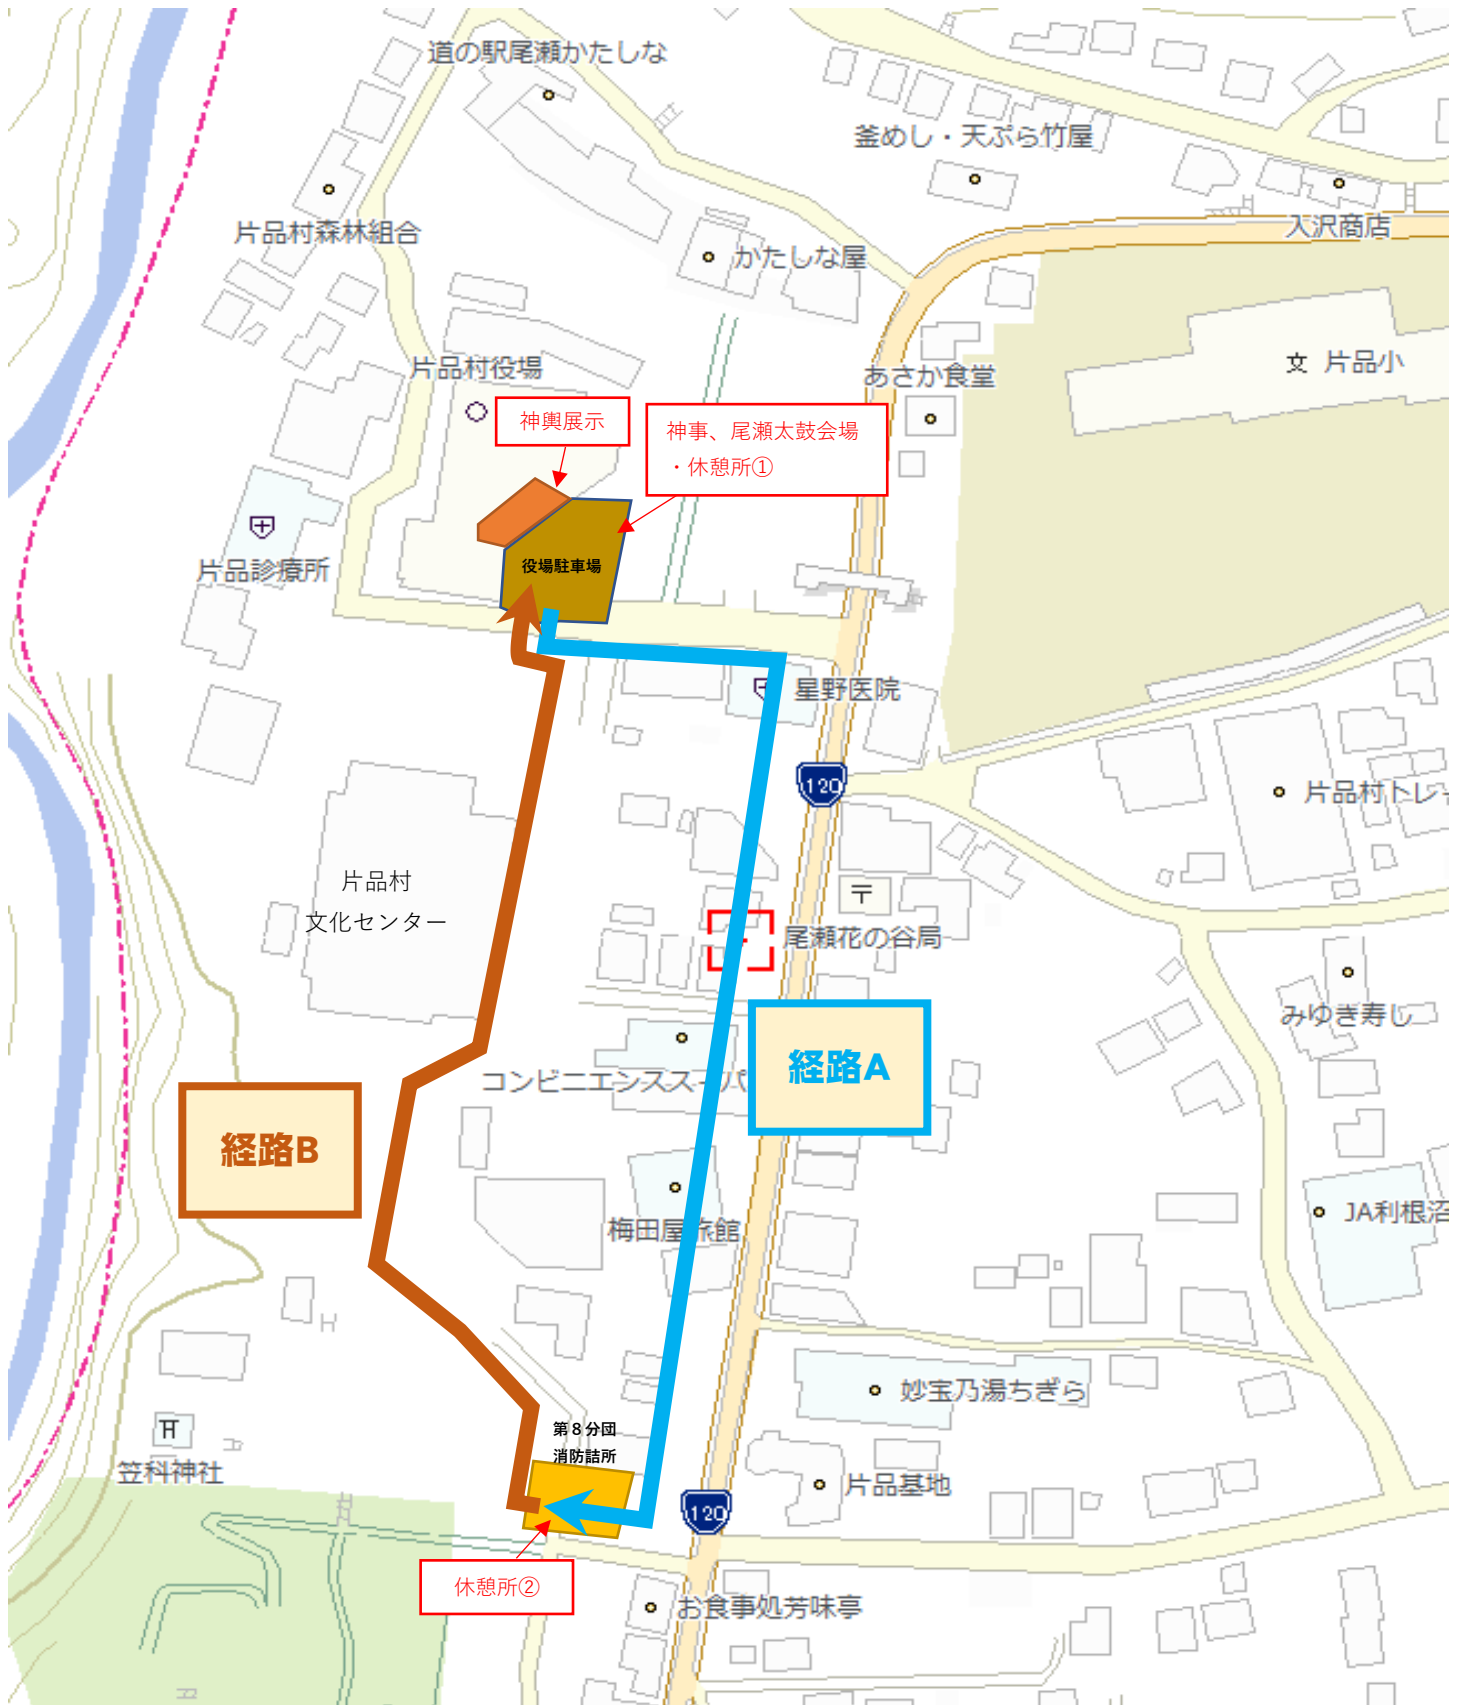 道の駅尾瀬かたしな
釜めし・天ぷら竹屋
片品村森林組合
入沢商店
かたしな屋
片品村役場
あさか食堂
文 片品小
神輿展示
神事、尾瀬太鼓会場
・休憩所①
片品診療所
役場駐車場
星野医院
120
片品村トレ
片品村
文化センター
〒
尾瀬花の谷局
みゆき寿し
コンビニエンススーパ
経路A
経路B
梅田屋旅館
JA利根沼
妙宝乃湯ちぎら
第8分団
消防詰所
笠科神社
片品基地
120
休憩所②
お食事処芳味亭